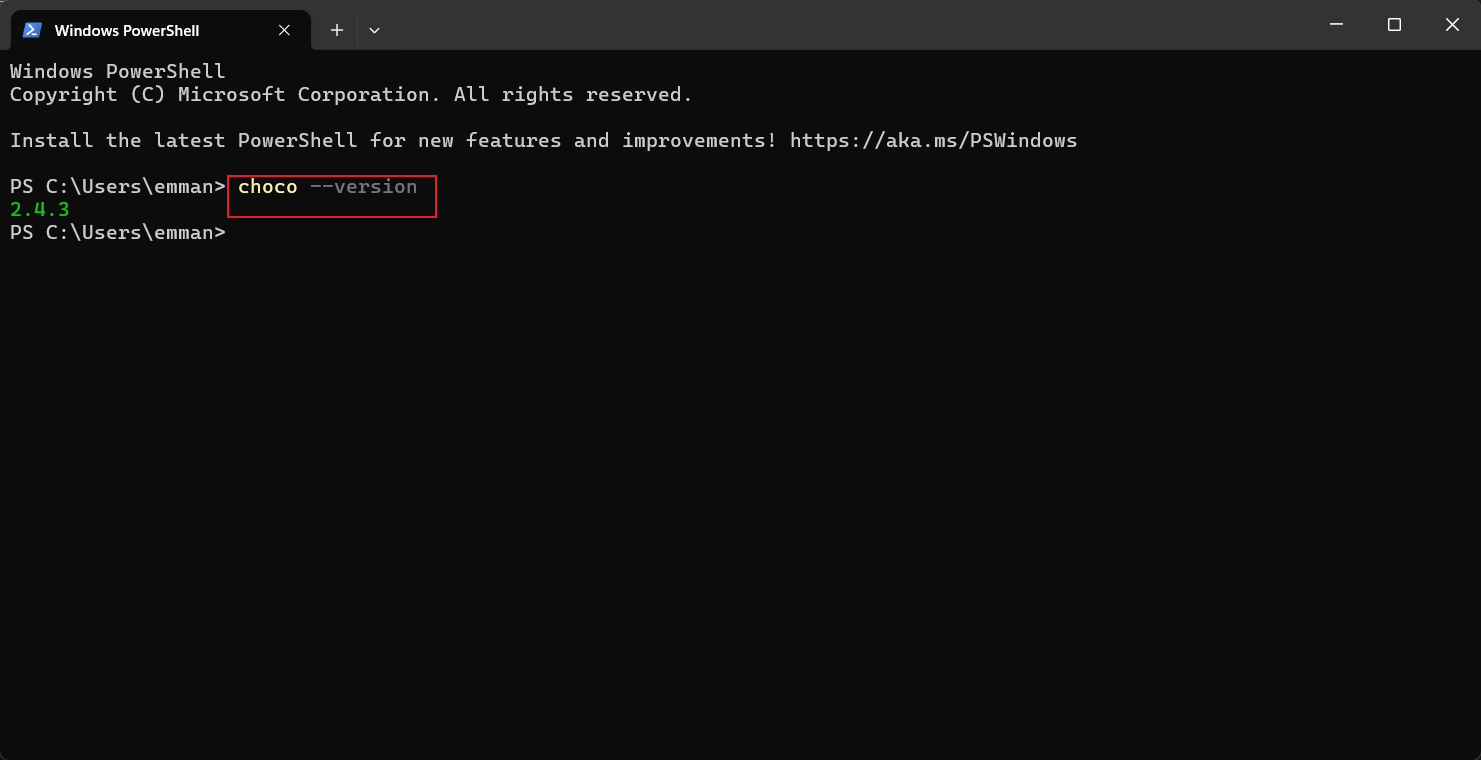 Windows PowerShell
Windows PowerShell
Copyright (C) Microsoft Corporation. All rights reserved.
Install the latest PowerShell for new features and improvements! https://aka.ms/PSWindows
PS C:\Users\emman> choco --version
2.4.3
PS C:\Users\emman>